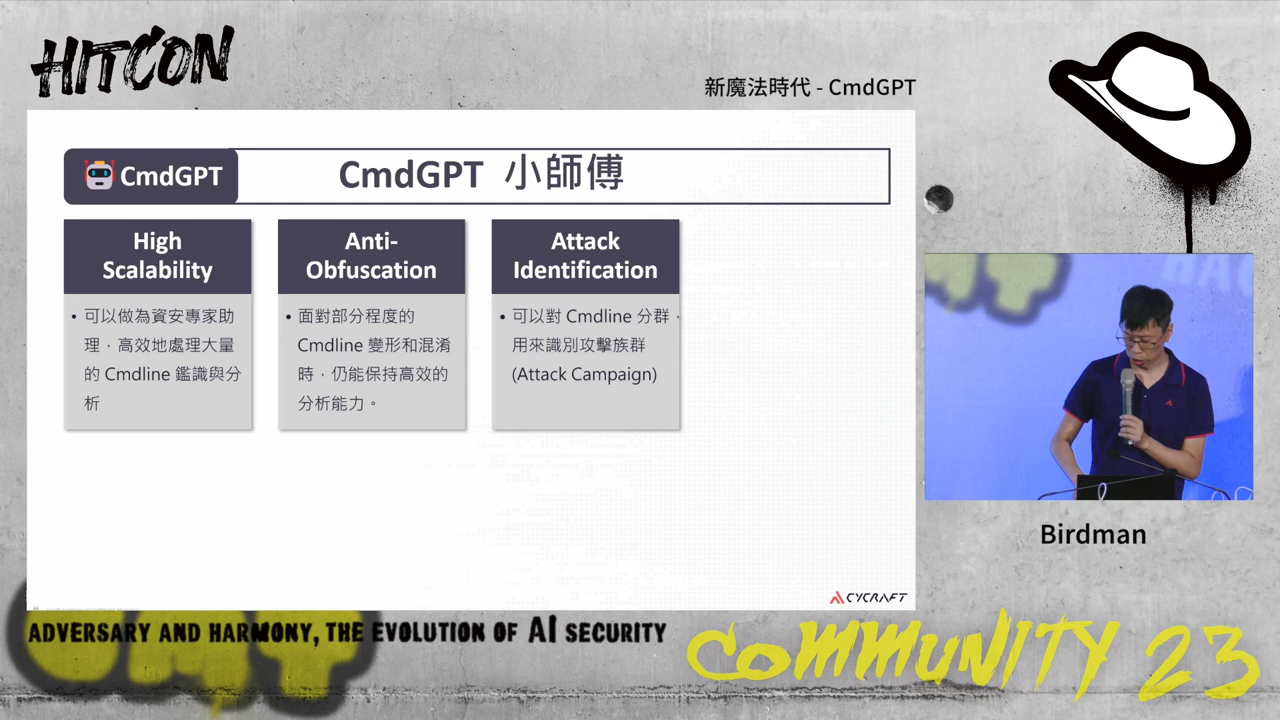 HITCON
新魔法時代 - CmdGPT
CmdGPT
CmdGPT 小師傅
High
Scalability
• 可以做為資安專家助
理，高效地處理大量
的 Cmdline 鑑識與分
析
Anti-
Obfuscation
• 面對部分程度的
Cmdline 變形和混淆
時，仍能保持高效的
分析能力。
Attack
Identification
• 可以對 Cmdline 分群，
用來識別攻擊族群
(Attack Campaign)
CYCRAFT
Birdman
ADVERSARY AND HARMONY, THE EVOLUTION OF AI SECURITY
COMMUNITY 23